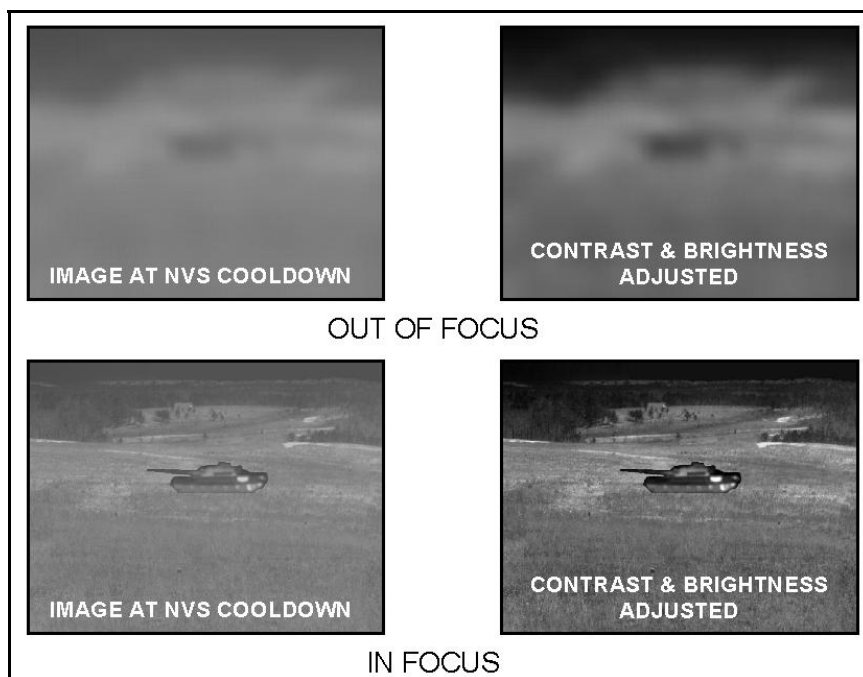 IMAGE AT NVS COOLDOWN
CONTRAST & BRIGHTNESS
ADJUSTED
OUT OF FOCUS
IMAGE AT NVS COOLDOWN
CONTRAST & BRIGHTNESS
ADJUSTED
IN FOCUS